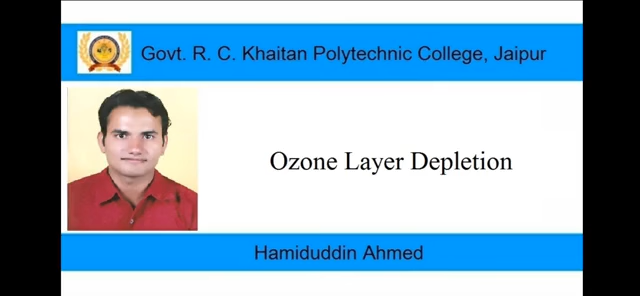 Govt. R. C. Khaitan Polytechnic College, Jaipur
Ozone Layer Depletion
Hamiduddin Ahmed